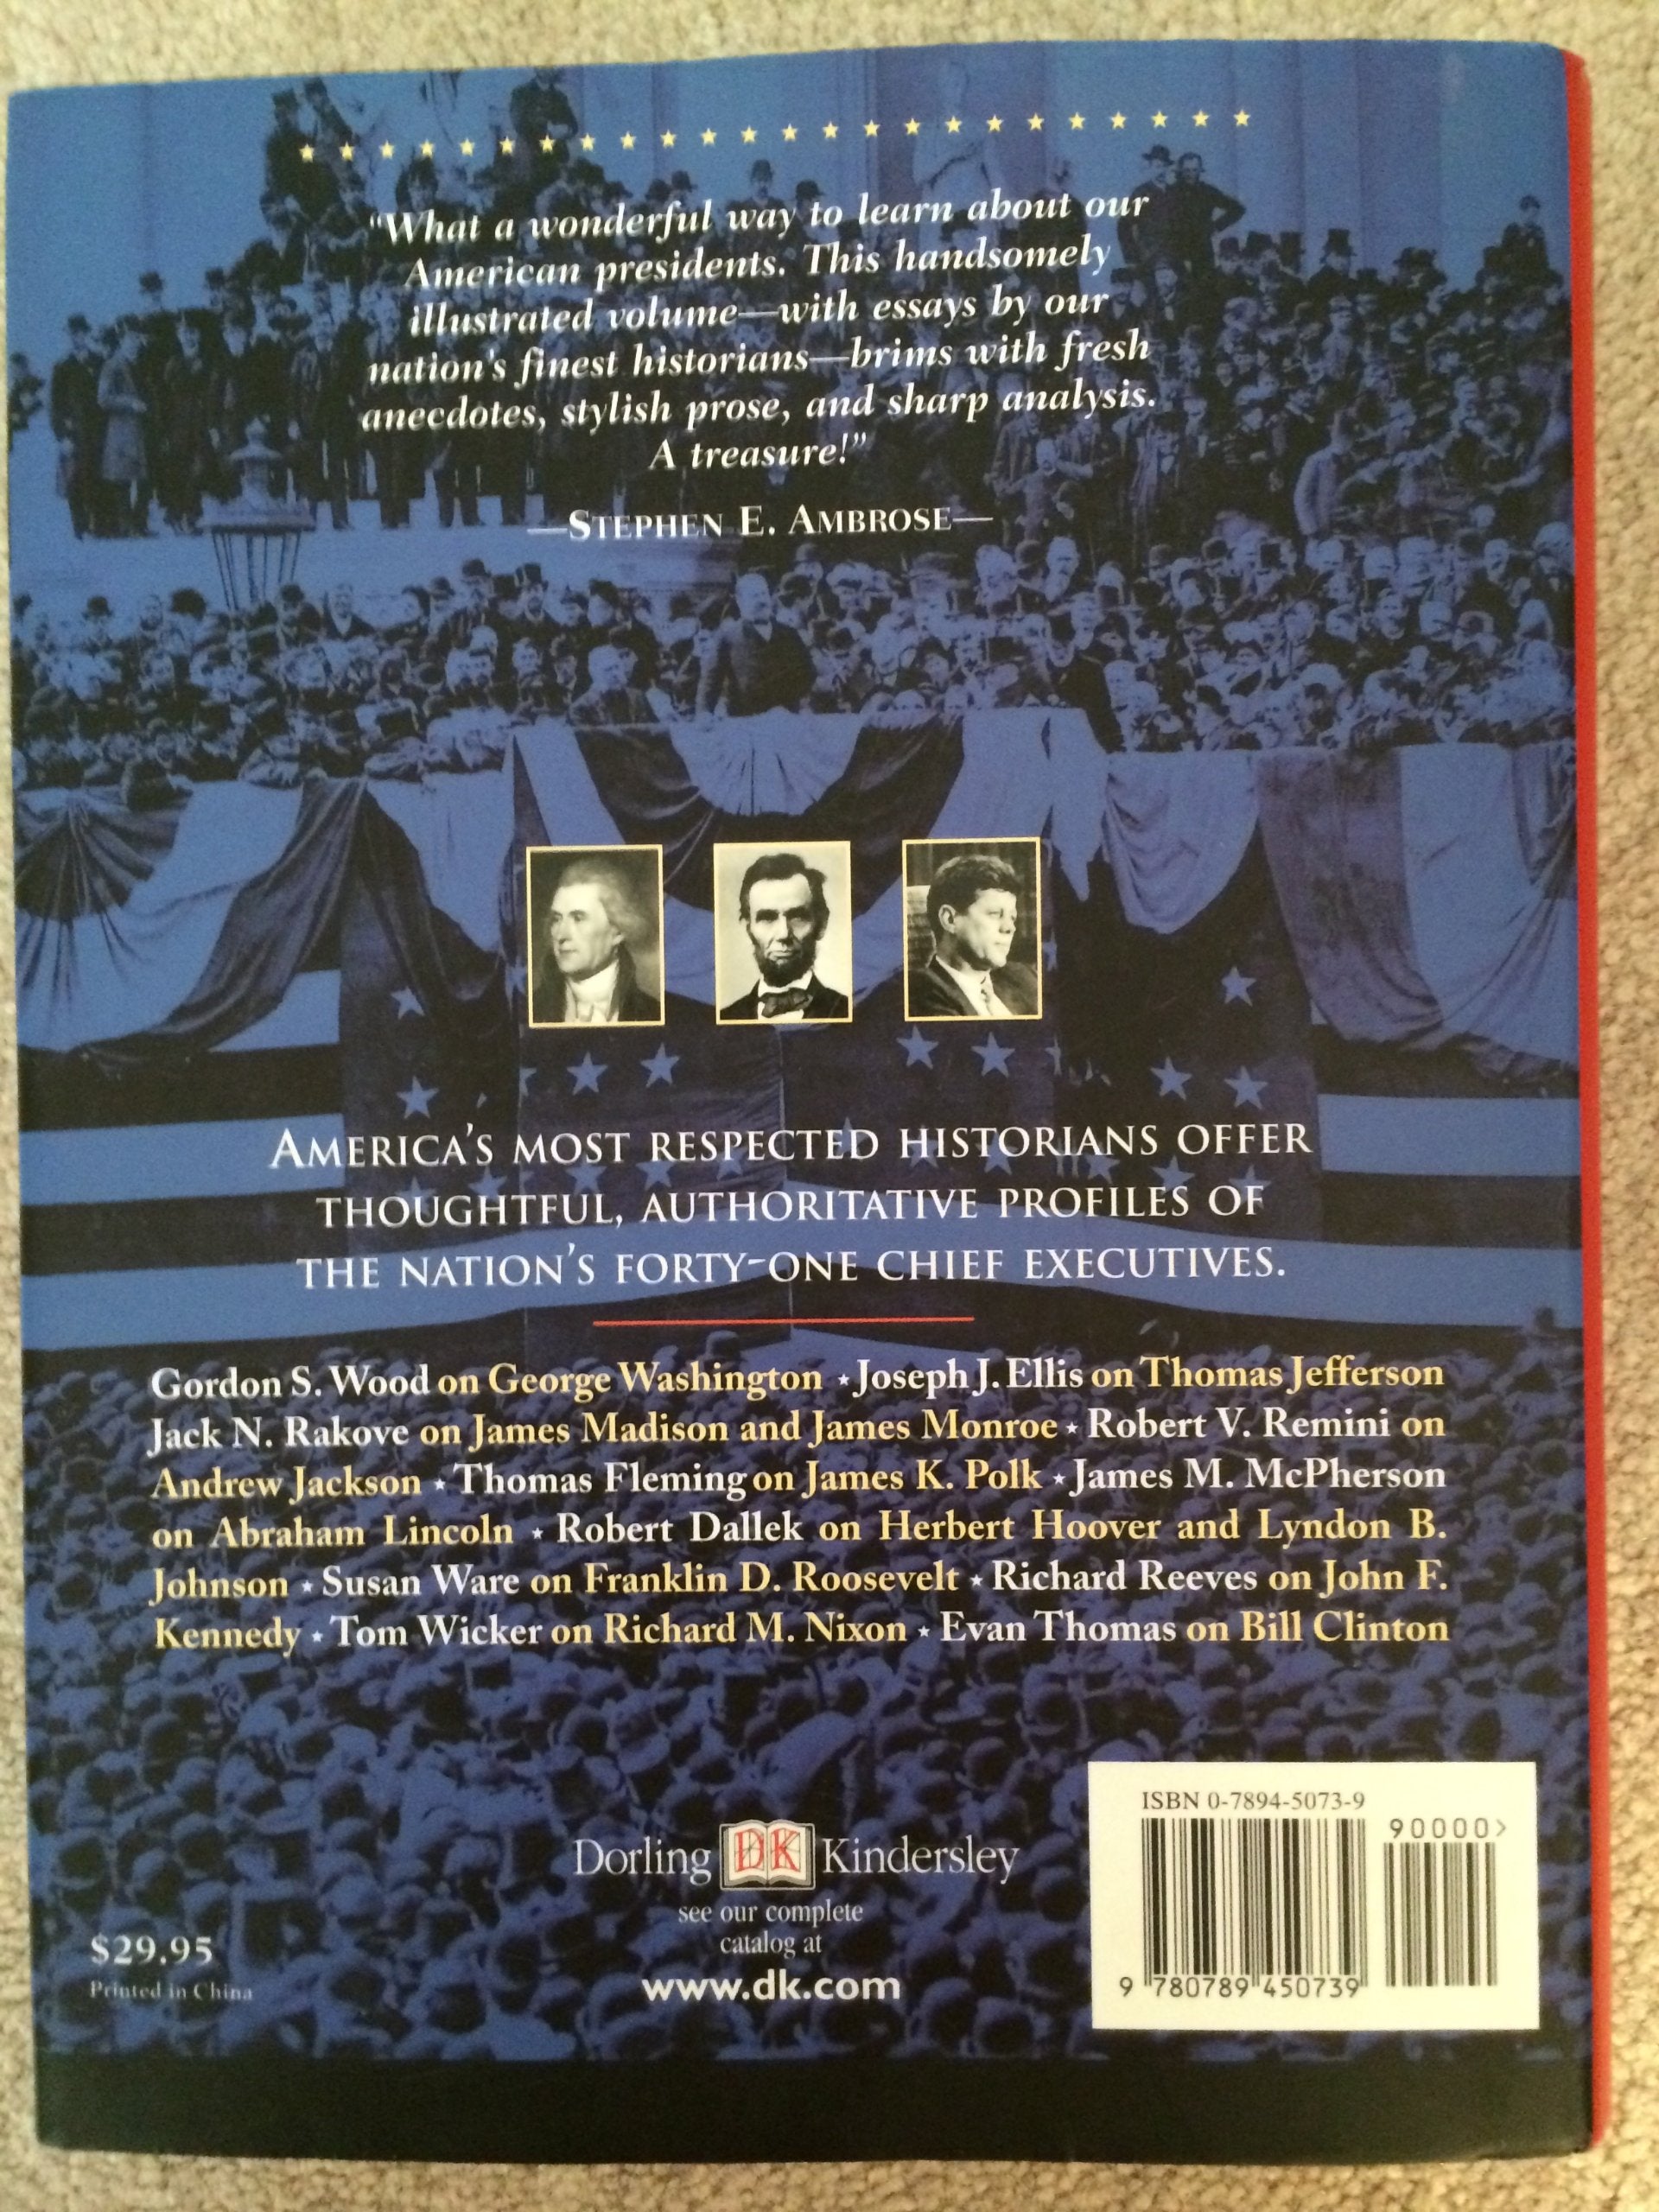 "What a wonderful way to learn about our
American presidents. This handsomely
illustrated volume—with essays by our
nation's finest historians—brims with fresh
anecdotes, stylish prose, and sharp analysis.
A treasure!"
—STEPHEN E. AMBROSE—
AMERICA'S MOST RESPECTED HISTORIANS OFFER
THOUGHTFUL, AUTHORITATIVE PROFILES OF
THE NATION'S FORTY-ONE CHIEF EXECUTIVES.
Gordon S. Wood on George Washington ★ Joseph J. Ellis on Thomas Jefferson
Jack N. Rakove on James Madison and James Monroe ★ Robert V. Remini on
Andrew Jackson ★ Thomas Fleming on James K. Polk ★ James M. McPherson
on Abraham Lincoln ★ Robert Dallek on Herbert Hoover and Lyndon B.
Johnson ★ Susan Ware on Franklin D. Roosevelt ★ Richard Reeves on John F.
Kennedy ★ Tom Wicker on Richard M. Nixon ★ Evan Thomas on Bill Clinton
Dorling DK Kindersley
see our complete
catalog at
www.dk.com
$29.95
Printed in China
ISBN 0-7894-5073-9
90000>
9 780789 450739